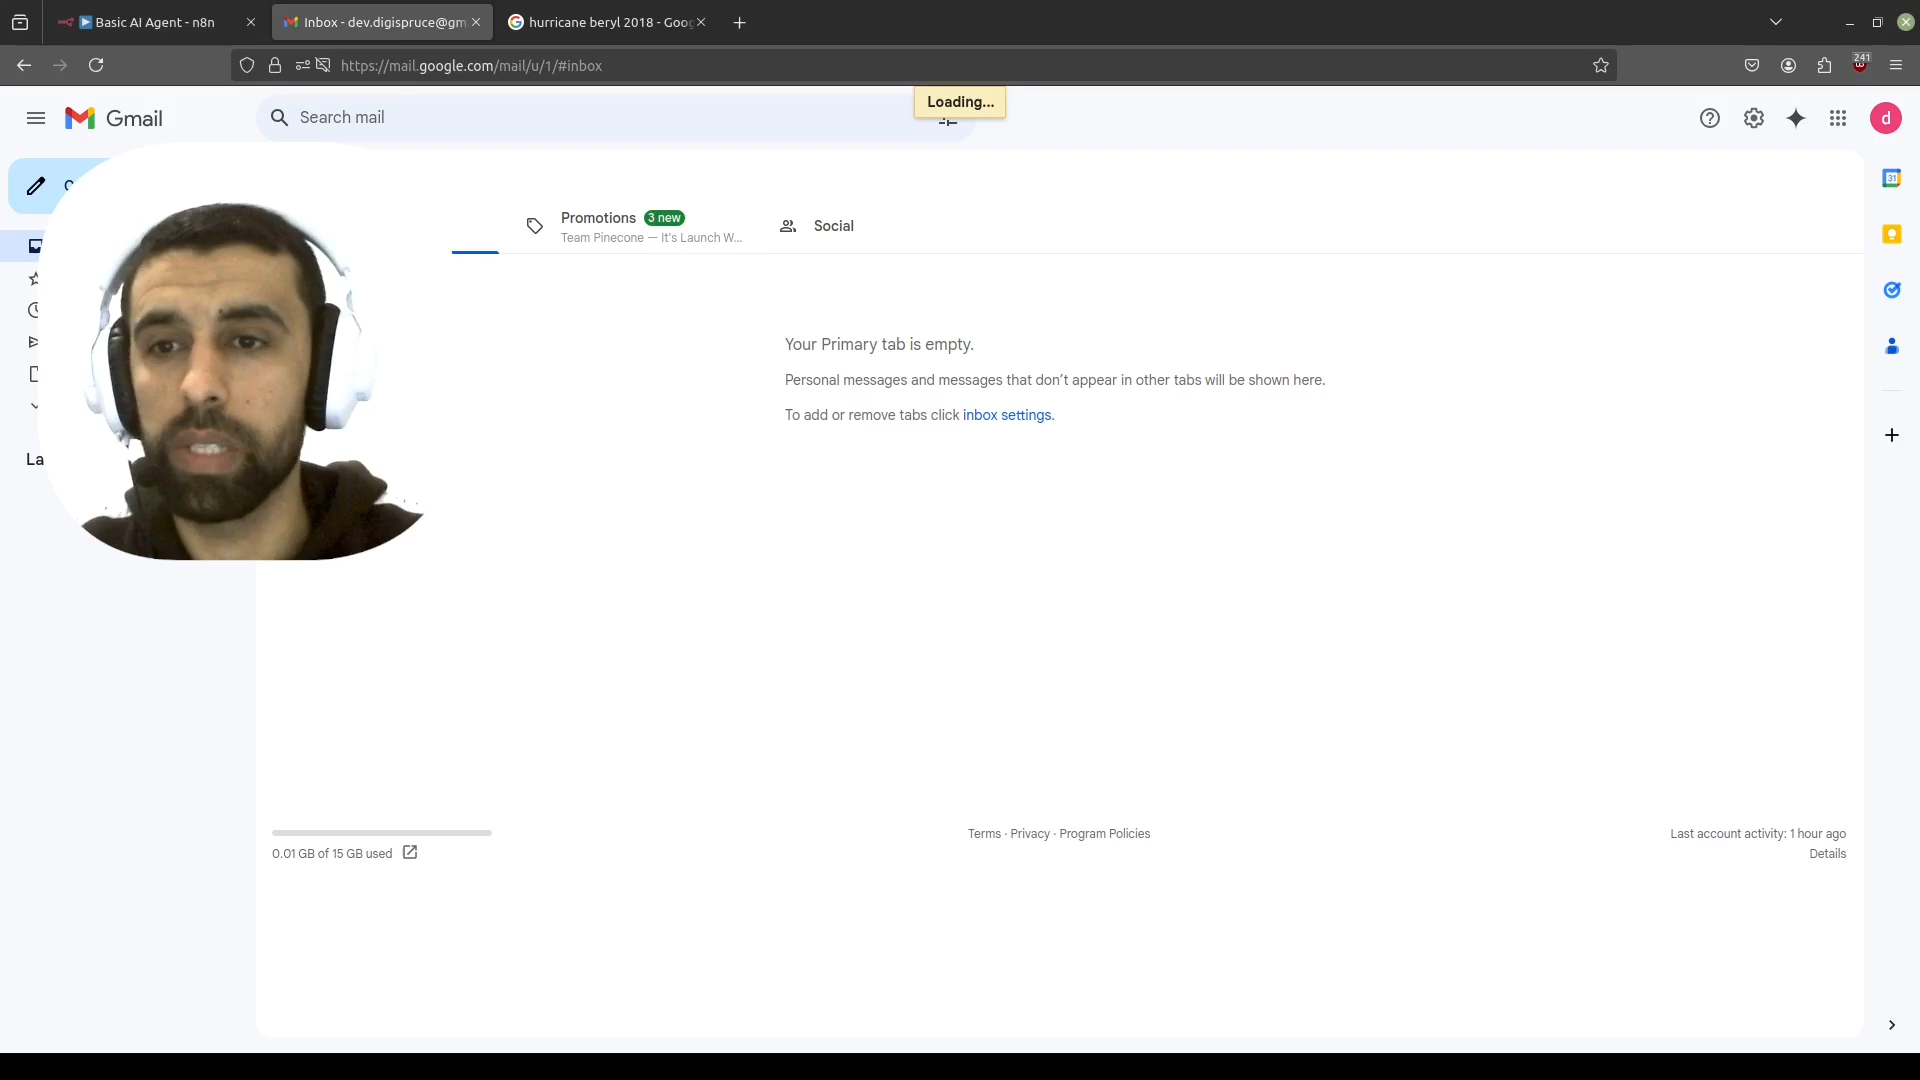 Basic AI Agent - n8n
Inbox - dev.digispruce@gm
hurricane beryl 2018 - Goo
https://mail.google.com/mail/u/1/#inbox
241
Loading...
Gmail
Search mail
d
31
Promotions 3 new
Team Pinecone — It's Launch W...
Social
Your Primary tab is empty.
Personal messages and messages that don't appear in other tabs will be shown here.
To add or remove tabs click inbox settings.
La
Terms · Privacy · Program Policies
Last account activity: 1 hour ago
0.01 GB of 15 GB used
Details